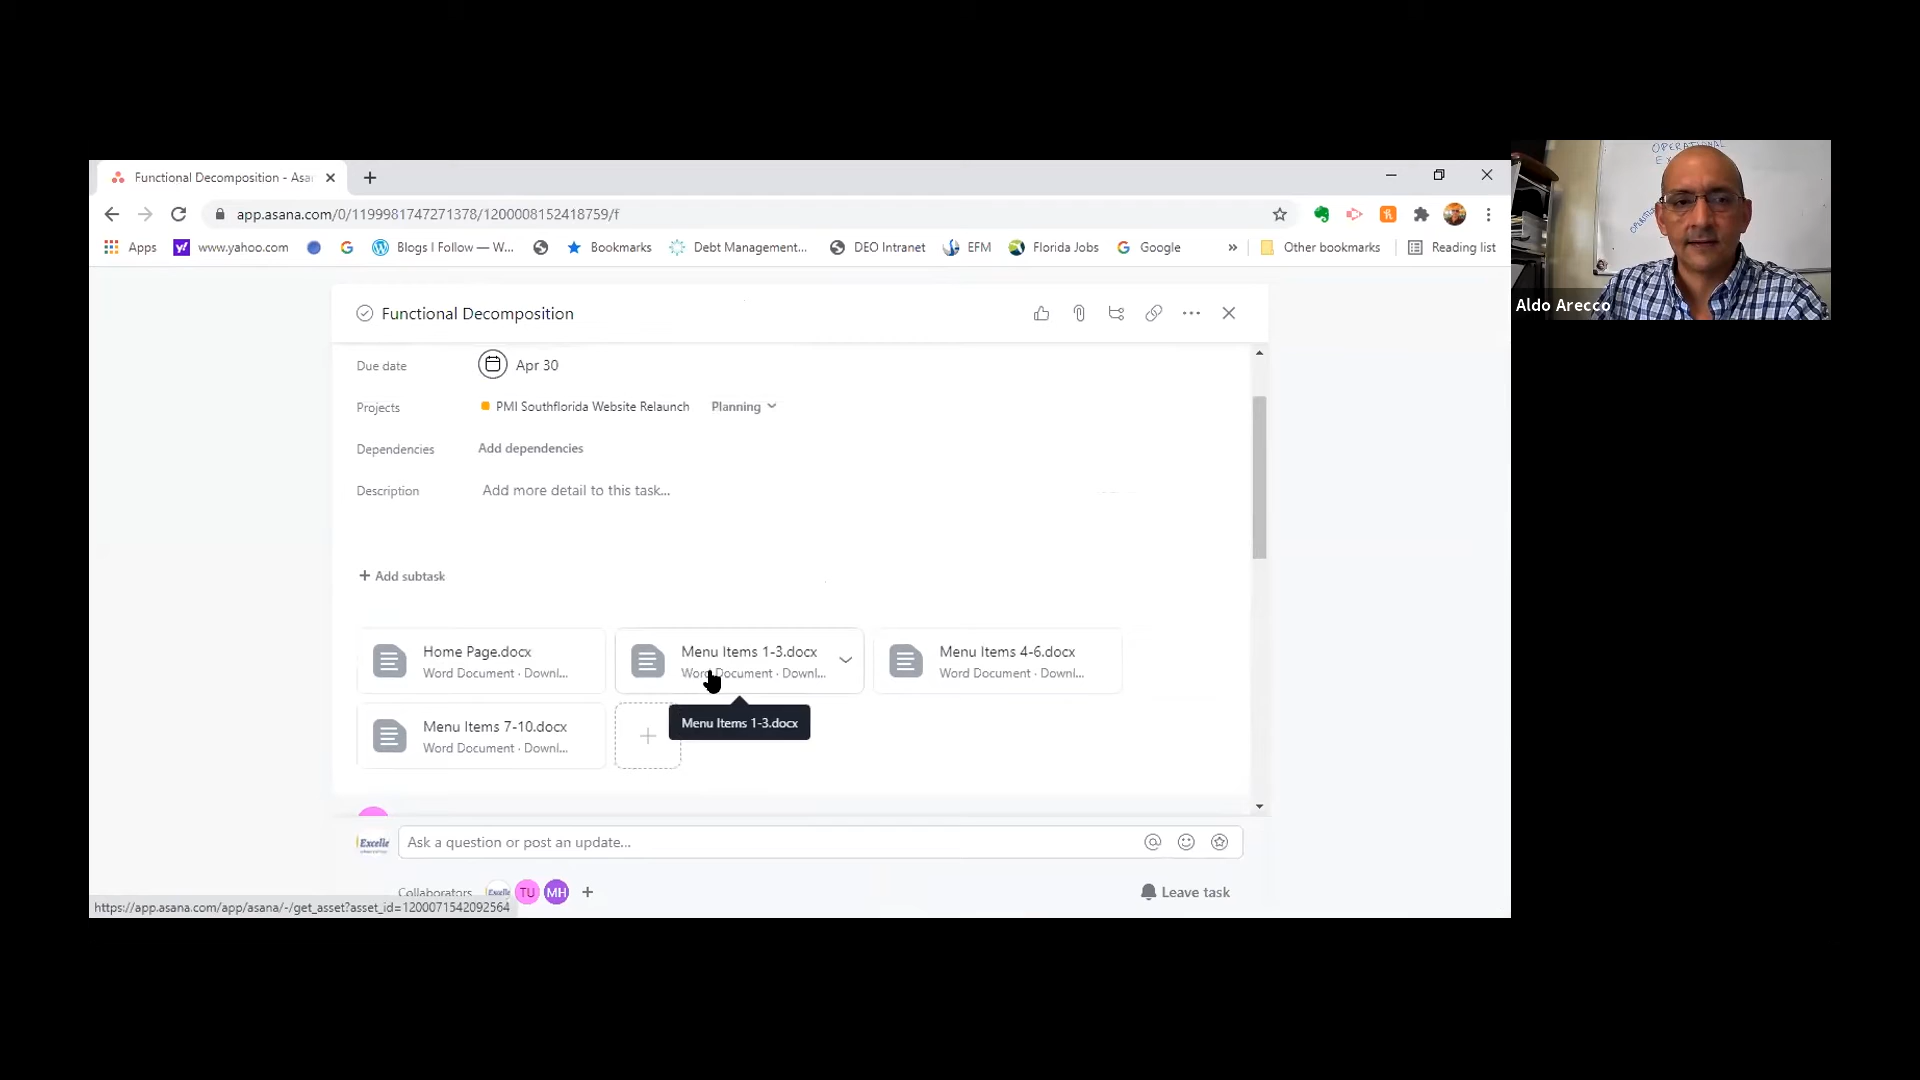 Functional Decomposition - Asa
app.asana.com/0/1199981747271378/1200008152418759/f
Apps
www.yahoo.com
Blogs I Follow — W...
Bookmarks
Debt Management...
DEO Intranet
EFM
Florida Jobs
Google
»
Other bookmarks
Reading list
OPERATIONAL
Aldo Arecco
Functional Decomposition
Due date
Apr 30
Projects
PMI Southflorida Website Relaunch
Planning
Dependencies
Add dependencies
Description
Add more detail to this task...
+ Add subtask
Home Page.docx
Word Document · Downl...
Menu Items 1-3.docx
Word Document · Downl...
Menu Items 4-6.docx
Word Document · Downl...
Menu Items 7-10.docx
Word Document · Downl...
Menu Items 1-3.docx
Excelle
Ask a question or post an update...
Collaborators
TU
MH
Leave task
https://app.asana.com/app/asana/-/get_asset?asset_id=1200071542092564